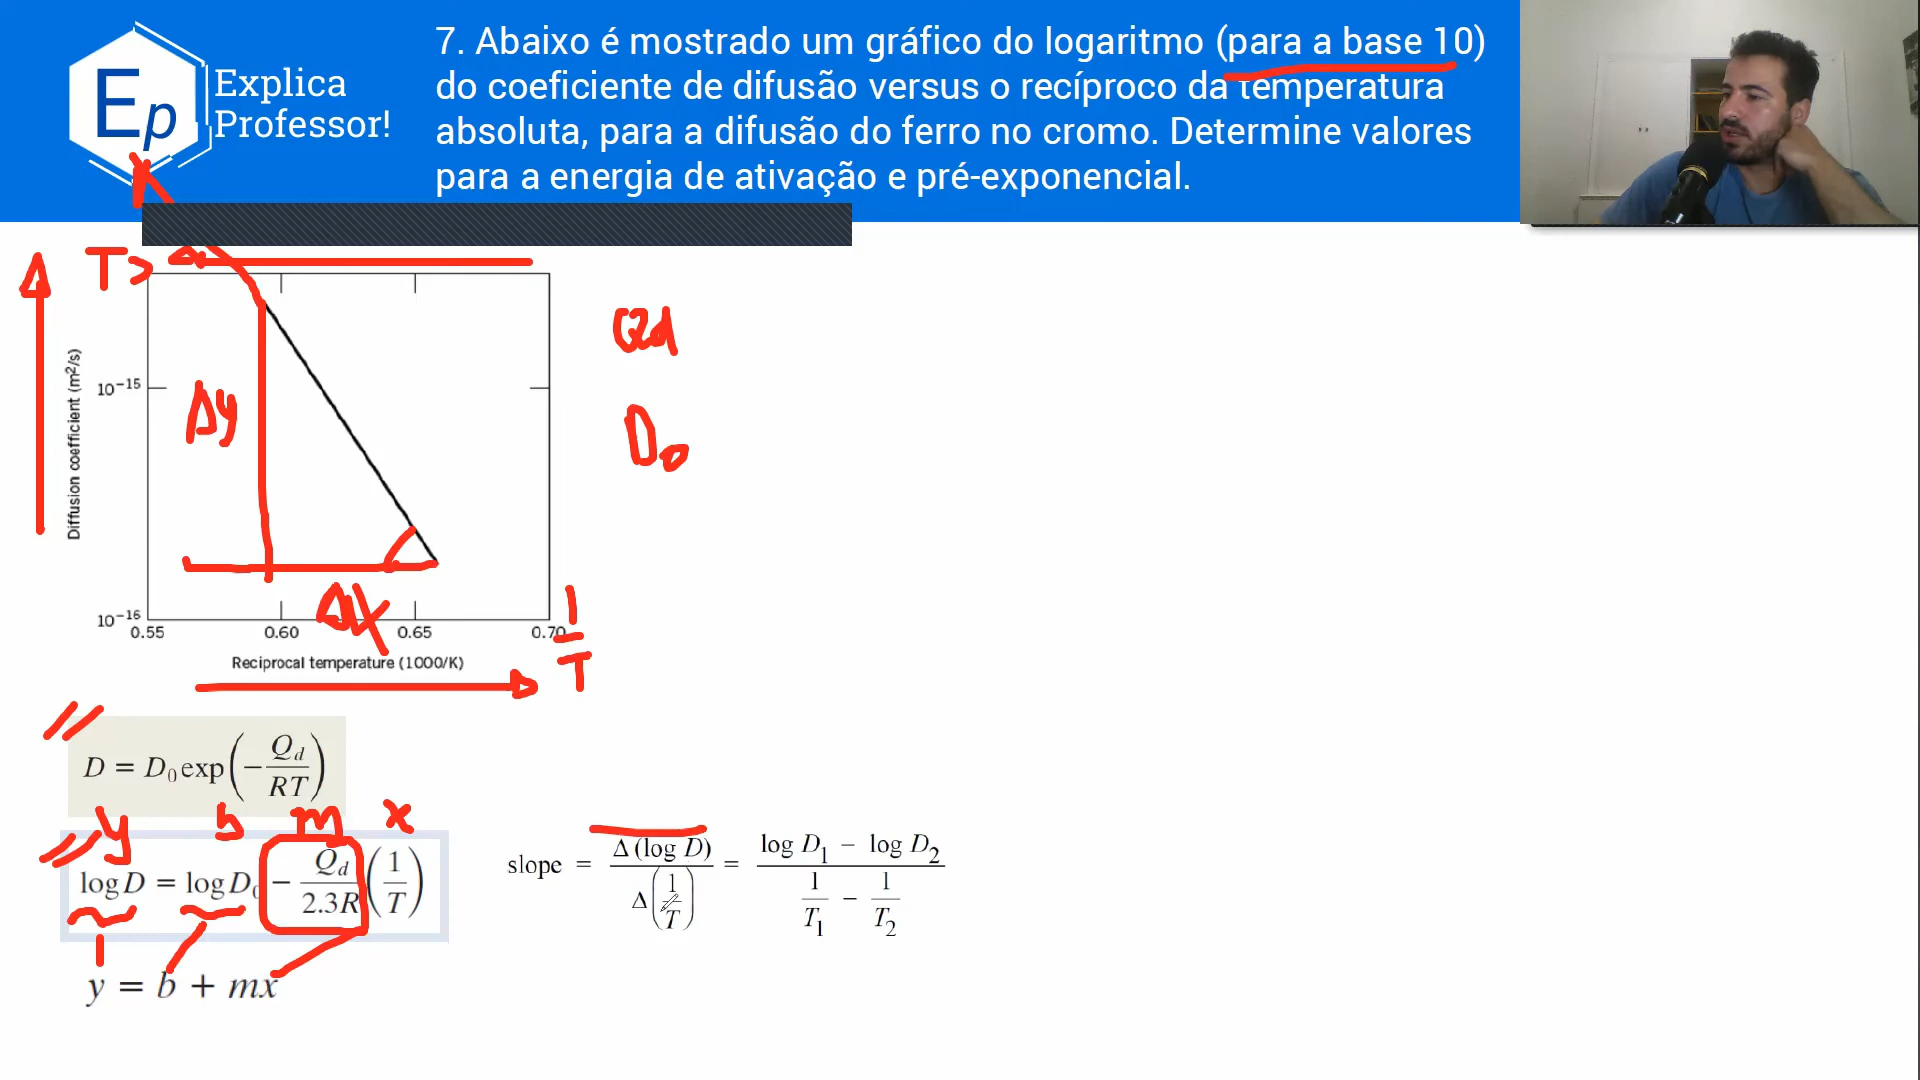 Ep
Explica
Professor!
7. Abaixo é mostrado um gráfico do logaritmo (para a base 10)
do coeficiente de difusão versus o recíproco da temperatura
absoluta, para a difusão do ferro no cromo. Determine valores
para a energia de ativação e pré-exponencial.
T>
Diffusion coefficient (m²/s)
10⁻¹⁵
10⁻¹⁶
0.55 0.60 0.65 0.70
Reciprocal temperature (1000/K)
Δy
Δx
1/T
Qd
D₀
D = D₀ exp(−Q_d/RT)
y b m x
log D = log D₀ − Q_d/2.3R (1/T)
y = b + mx
slope = Δ(log D)/Δ(1/T) = (log D₁ − log D₂)/(1/T₁ − 1/T₂)